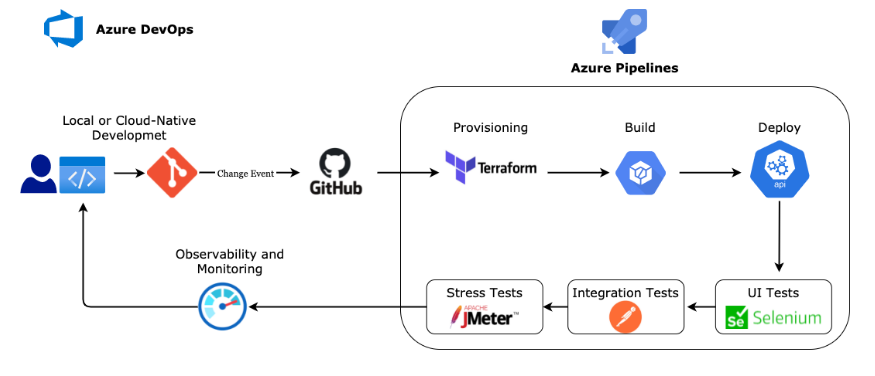 Azure DevOps
Azure Pipelines
Local or Cloud-Native
Developmet
</>
Change Event
GitHub
Provisioning
Terraform
Build
Deploy
api
Observability and
Monitoring
Stress Tests
APACHE
JMeter™
Integration Tests
UI Tests
Se Selenium